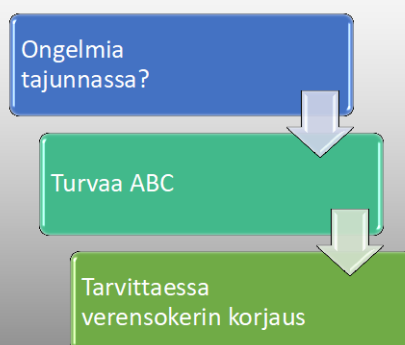 Ongelmia
tajunnassa?
Turvaa ABC
Tarvittaessa
verensokerin korjaus